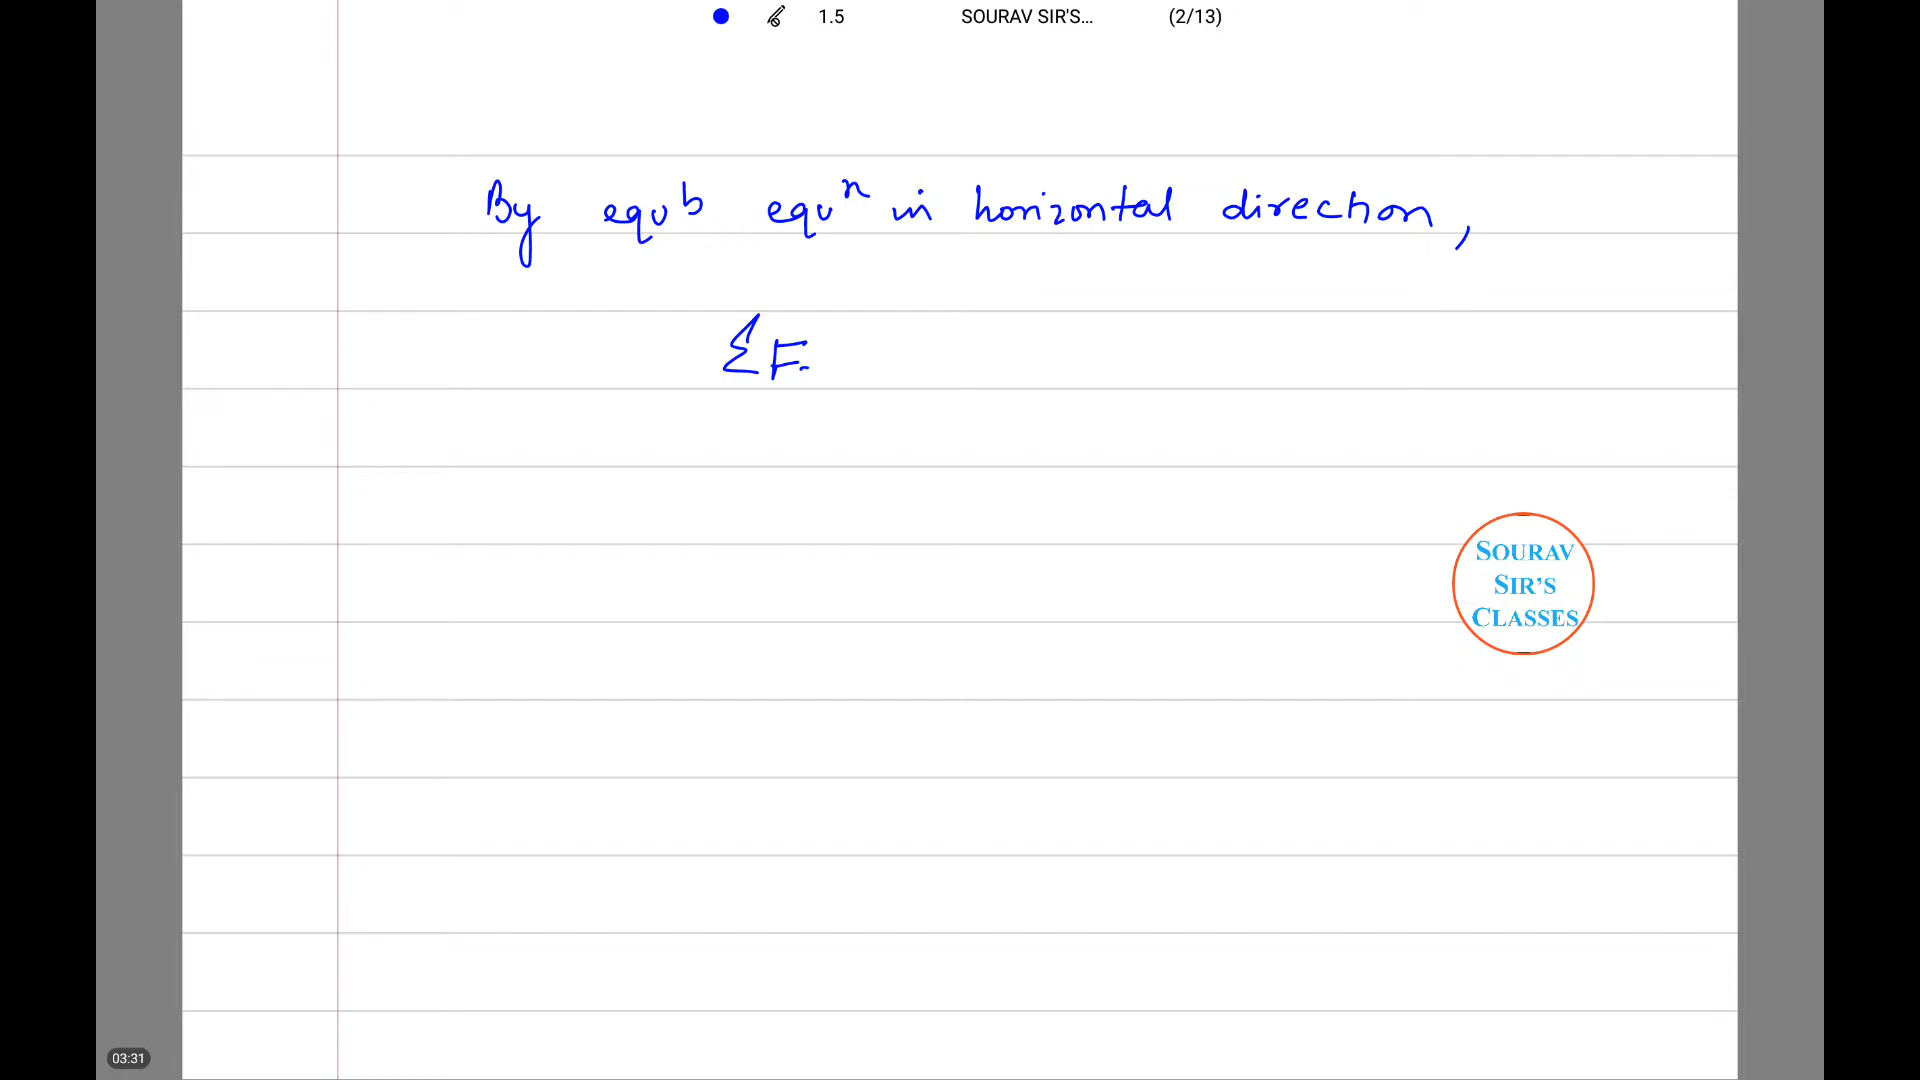 1.5 SOURAV SIR'S... (2/13)
By equb equn in horizontal direction,
ΣF
SOURAV
SIR'S
CLASSES
03:31